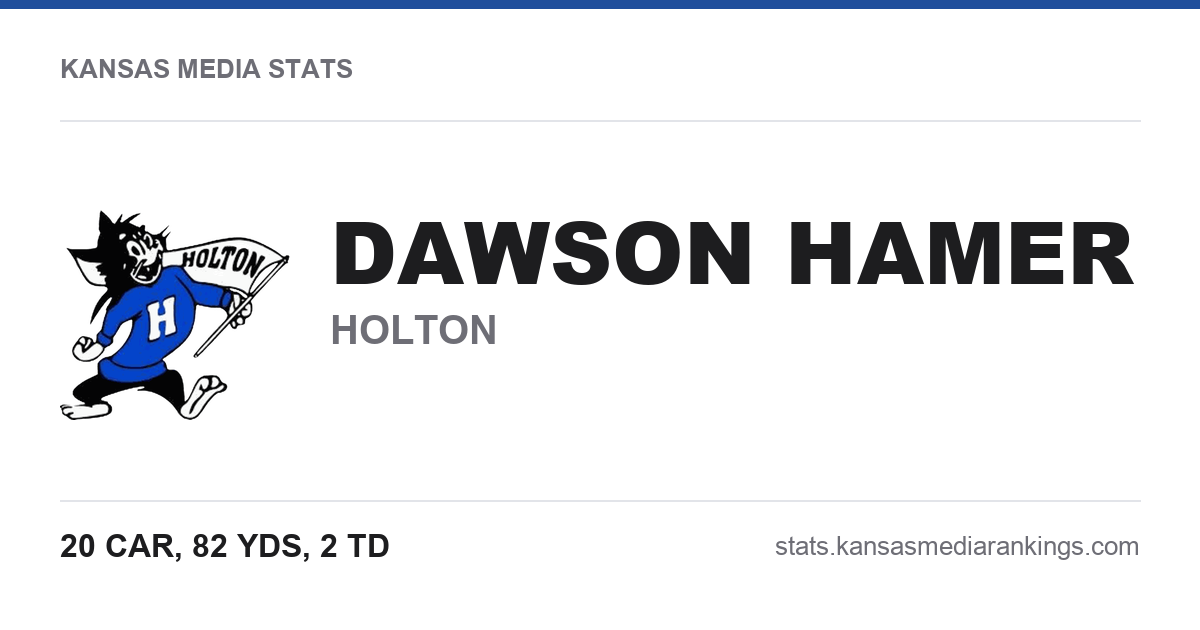 KANSAS MEDIA STATS
HOLTON
H
DAWSON HAMER
HOLTON
20 CAR, 82 YDS, 2 TD
stats.kansasmediarankings.com